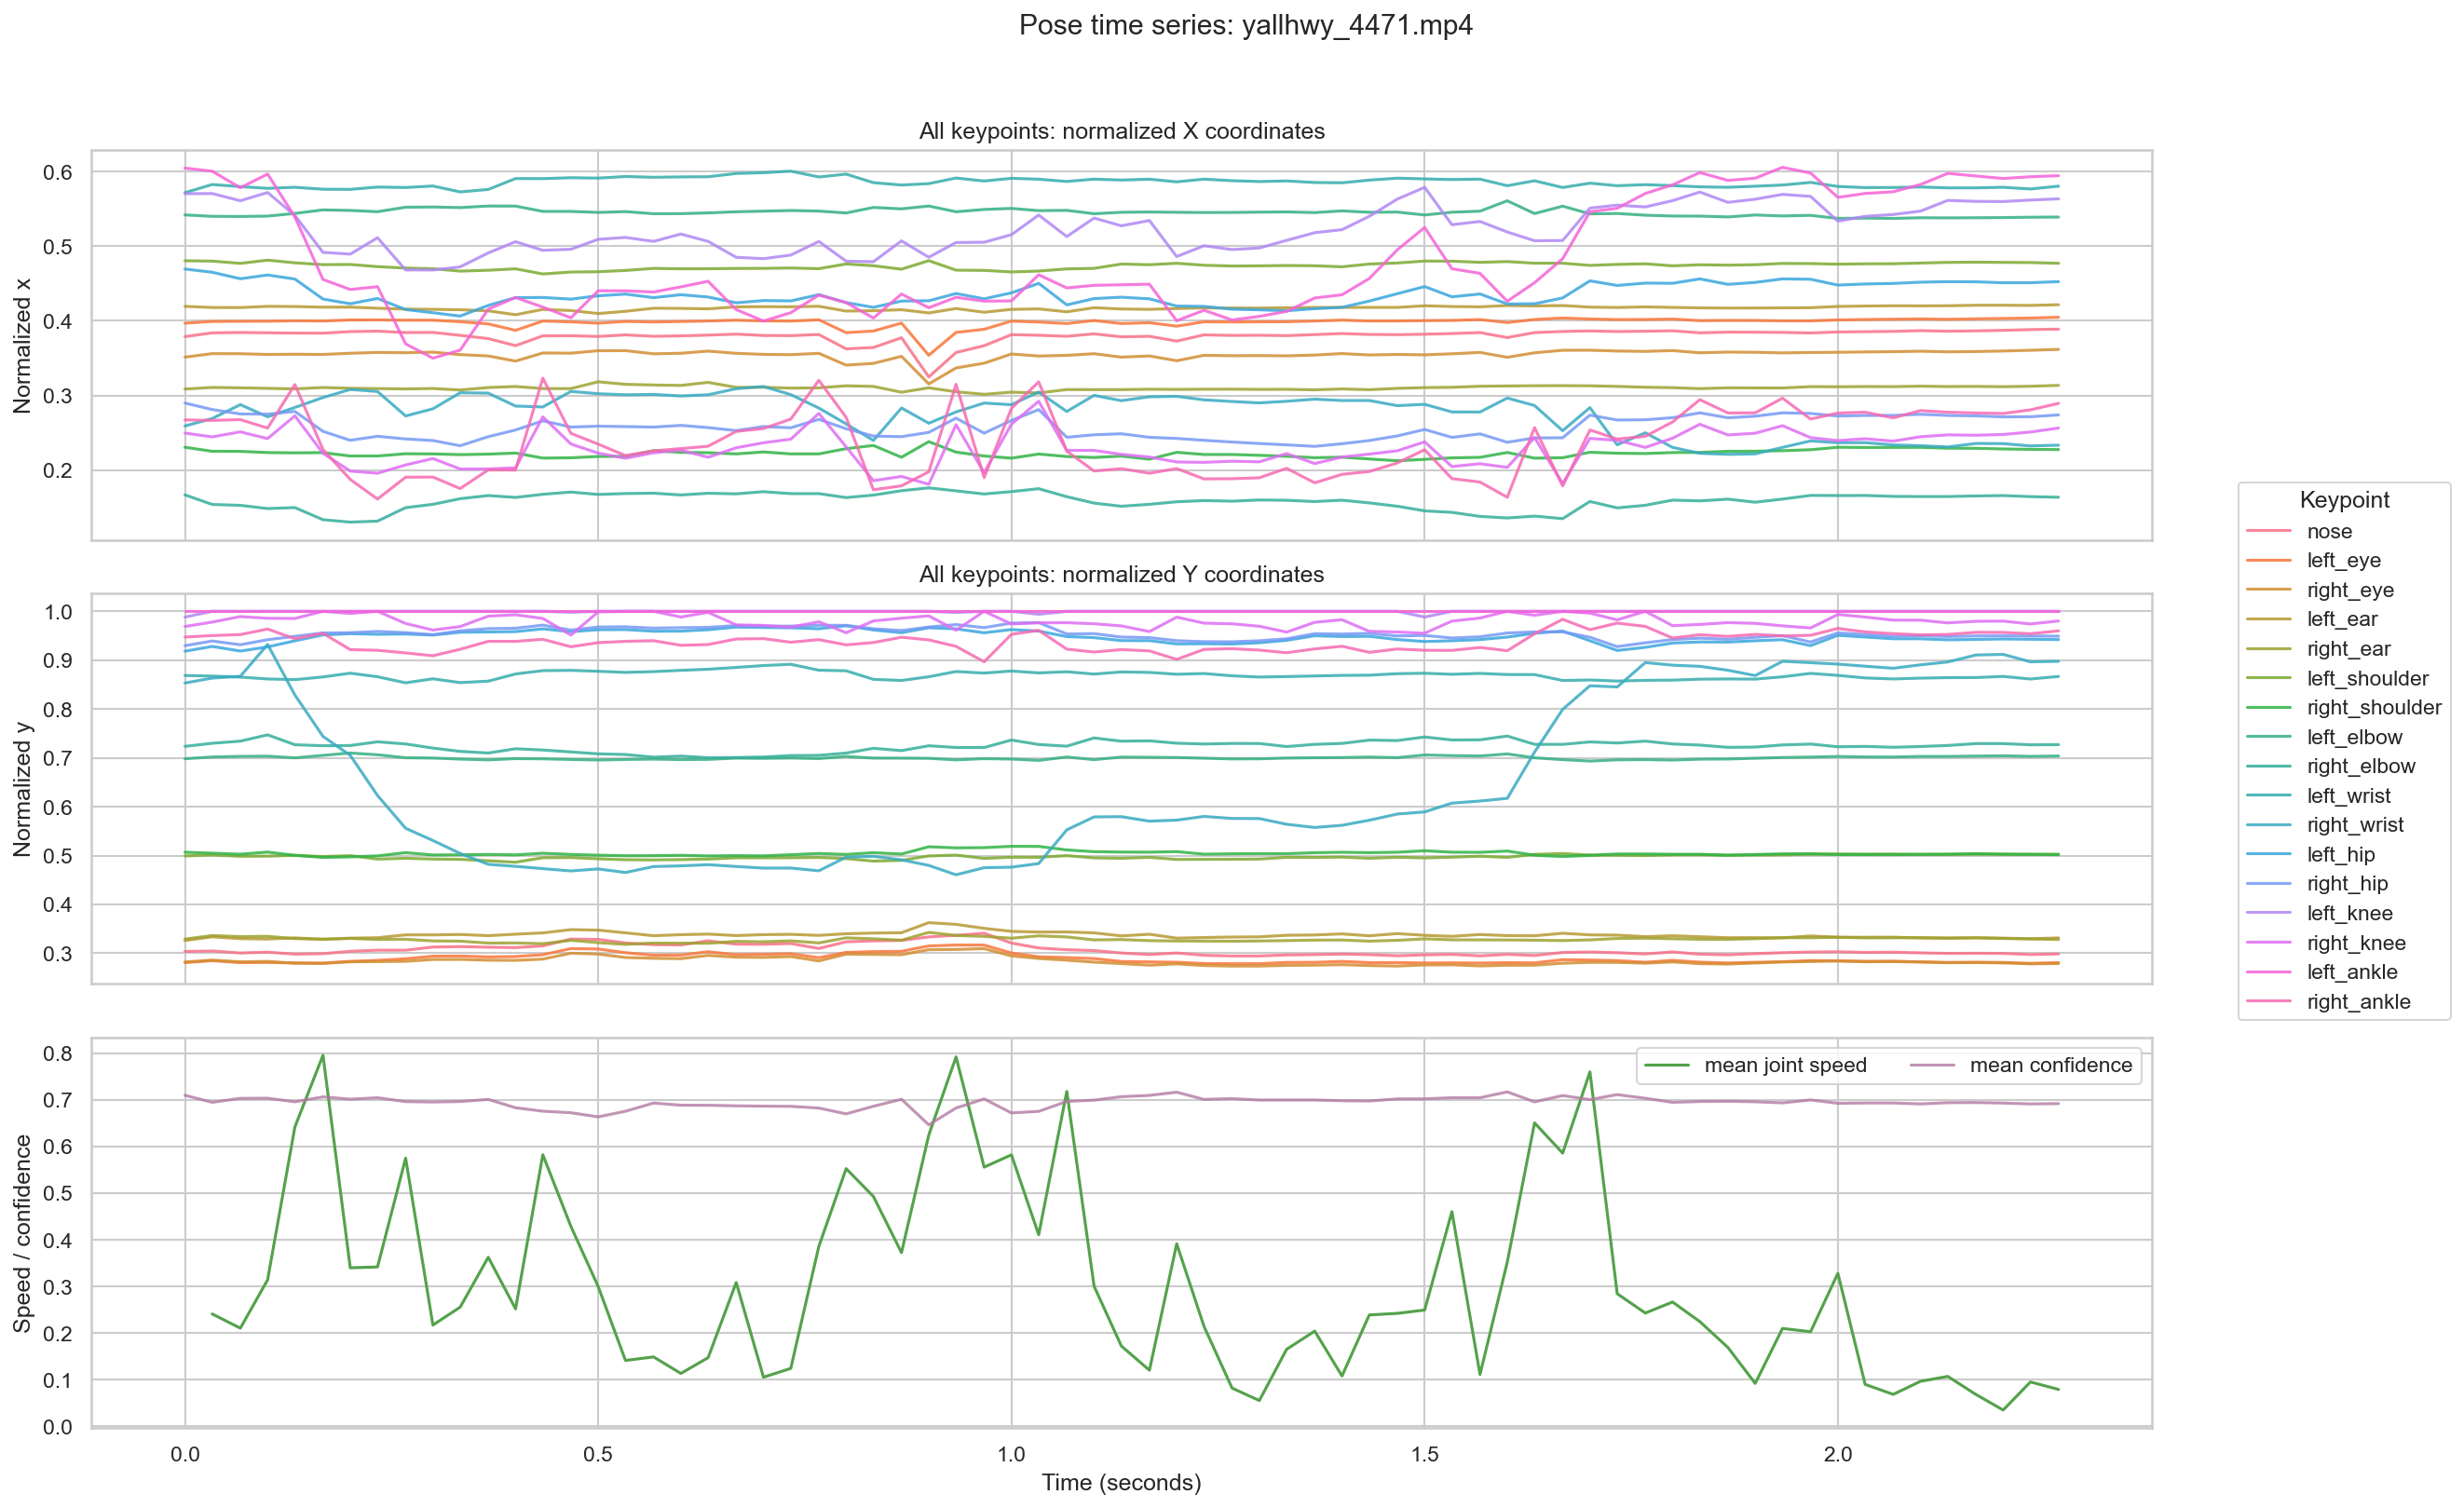 Pose time series: yallhwy_4471.mp4
All keypoints: normalized X coordinates
Normalized x
0.6
0.5
0.4
0.3
0.2
All keypoints: normalized Y coordinates
Normalized y
1.0
0.9
0.8
0.7
0.6
0.5
0.4
0.3
Speed / confidence
0.8
0.7
0.6
0.5
0.4
0.3
0.2
0.1
0.0
mean joint speed
mean confidence
0.0
0.5
1.0
1.5
2.0
Time (seconds)
Keypoint
nose
left_eye
right_eye
left_ear
right_ear
left_shoulder
right_shoulder
left_elbow
right_elbow
left_wrist
right_wrist
left_hip
right_hip
left_knee
right_knee
left_ankle
right_ankle